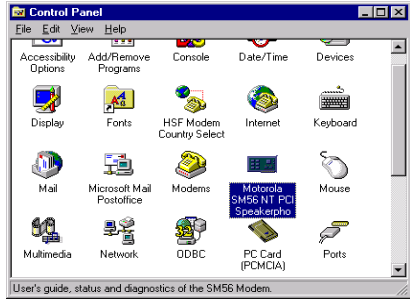 Control Panel
File Edit View Help
Accessibility Options
Add/Remove Programs
Console
Date/Time
Devices
Display
Fonts
HSF Modem Country Select
Internet
Keyboard
Mail
Microsoft Mail Postoffice
Modems
Motorola SM56 NT PCI Speakerpho
Mouse
Multimedia
Network
ODBC
PC Card (PCMCIA)
Ports
User's guide, status and diagnostics of the SM56 Modem.